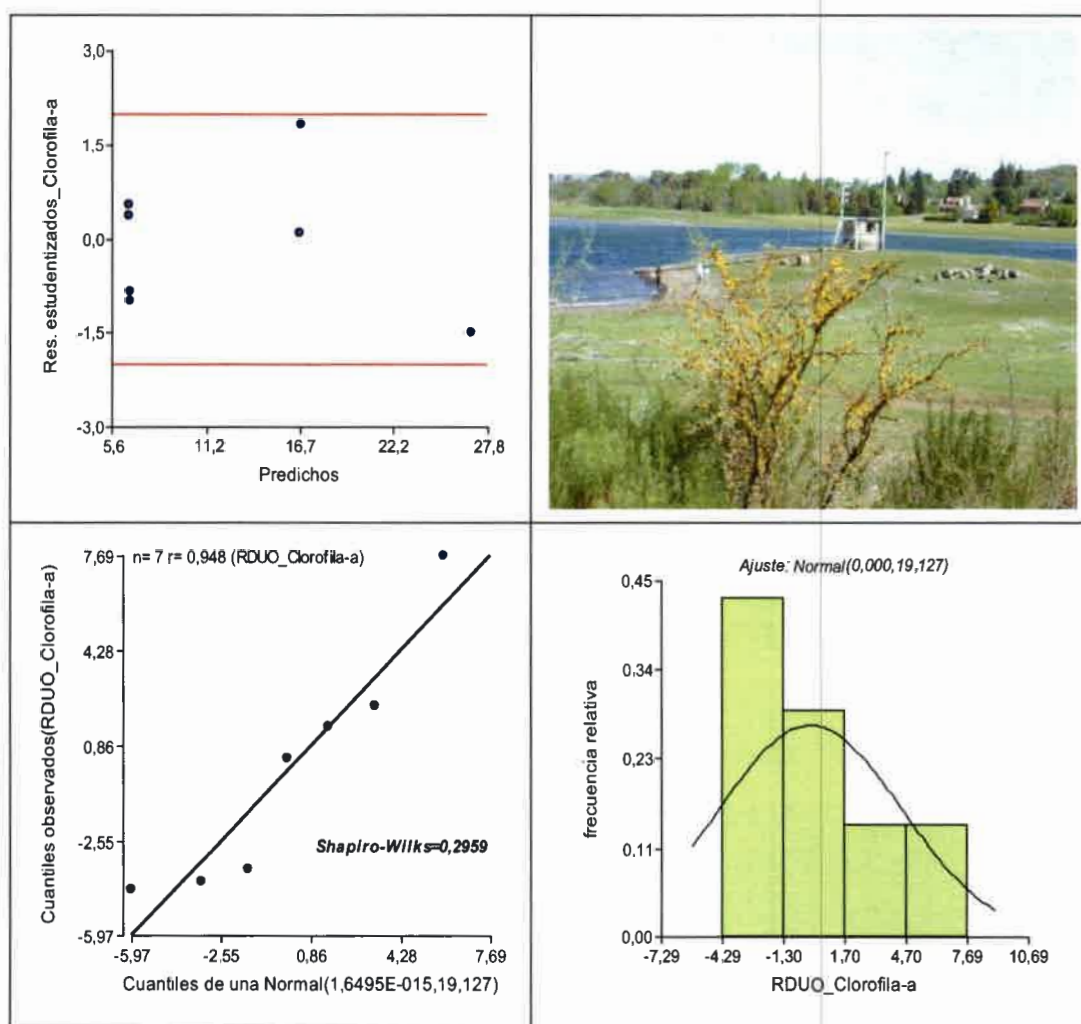 3,0
1,5
0,0
-1,5
-3,0
Res. estudentizados_Clorofila-a
5,6 11,2 16,7 22,2 27,8
Predichos
7,69
4,28
0,86
-2,55
-5,97
Cuantiles observados(RDUO_Clorofila-a)
n= 7 r= 0,948 (RDUO_Clorofila-a)
Shapiro-Wilks=0,2959
-5,97 -2,55 0,86 4,28 7,69
Cuantiles de una Normal(1,6495E-015,19,127)
Ajuste: Normal(0,000,19,127)
0,45
0,34
0,23
0,11
0,00
frecuencia relativa
-7,29 -4,29 -1,30 1,70 4,70 7,69 10,69
RDUO_Clorofila-a